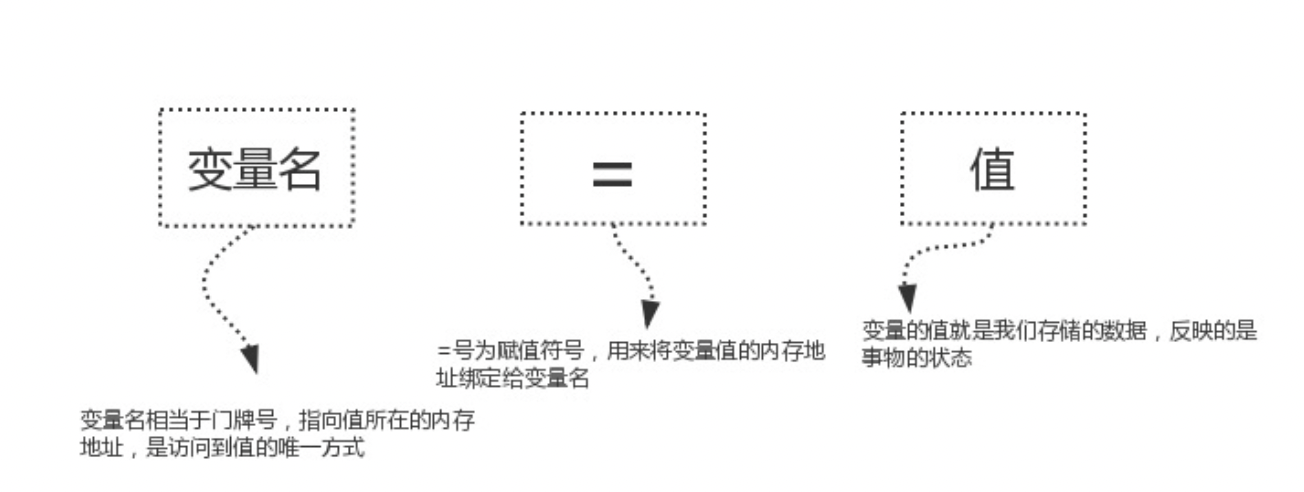 变量名
=
值
变量名相当于门牌号，指向值所在的内存
地址，是访问到值的唯一方式
=号为赋值符号，用来将变量值的内存地
址绑定给变量名
变量的值就是我们存储的数据，反映的是
事物的状态